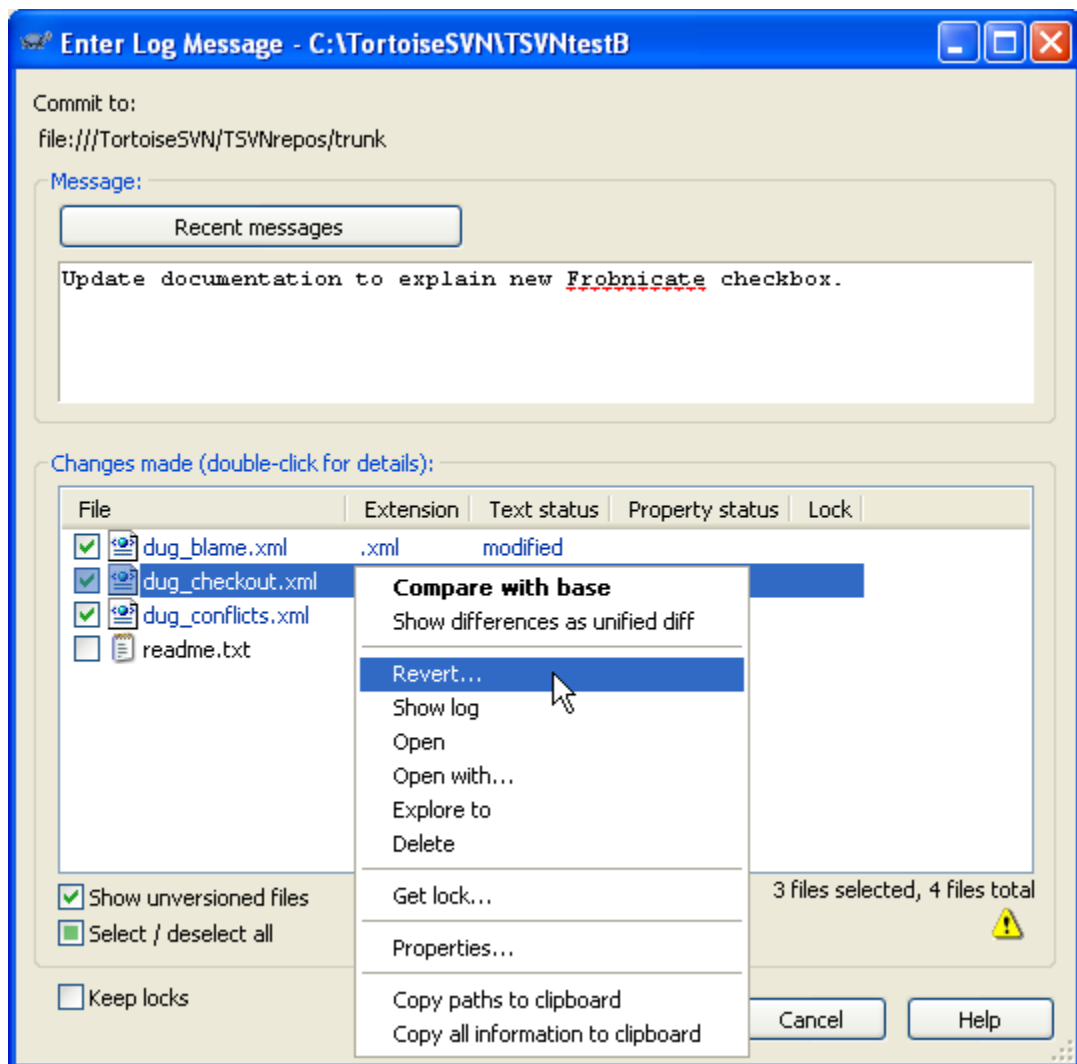 Enter Log Message - C:\TortoiseSVN\TSVNtestB
Commit to:
file:///TortoiseSVN/TSVNrepos/trunk
Message:
Recent messages
Update documentation to explain new Frobnicate checkbox.
Changes made (double-click for details):
File Extension Text status Property status Lock
dug_blame.xml .xml modified
dug_checkout.xml
dug_conflicts.xml
readme.txt
Compare with base
Show differences as unified diff
Revert...
Show log
Open
Open with...
Explore to
Delete
Get lock...
Properties...
Copy paths to clipboard
Copy all information to clipboard
Show unversioned files
3 files selected, 4 files total
Select / deselect all
Keep locks
Cancel
Help